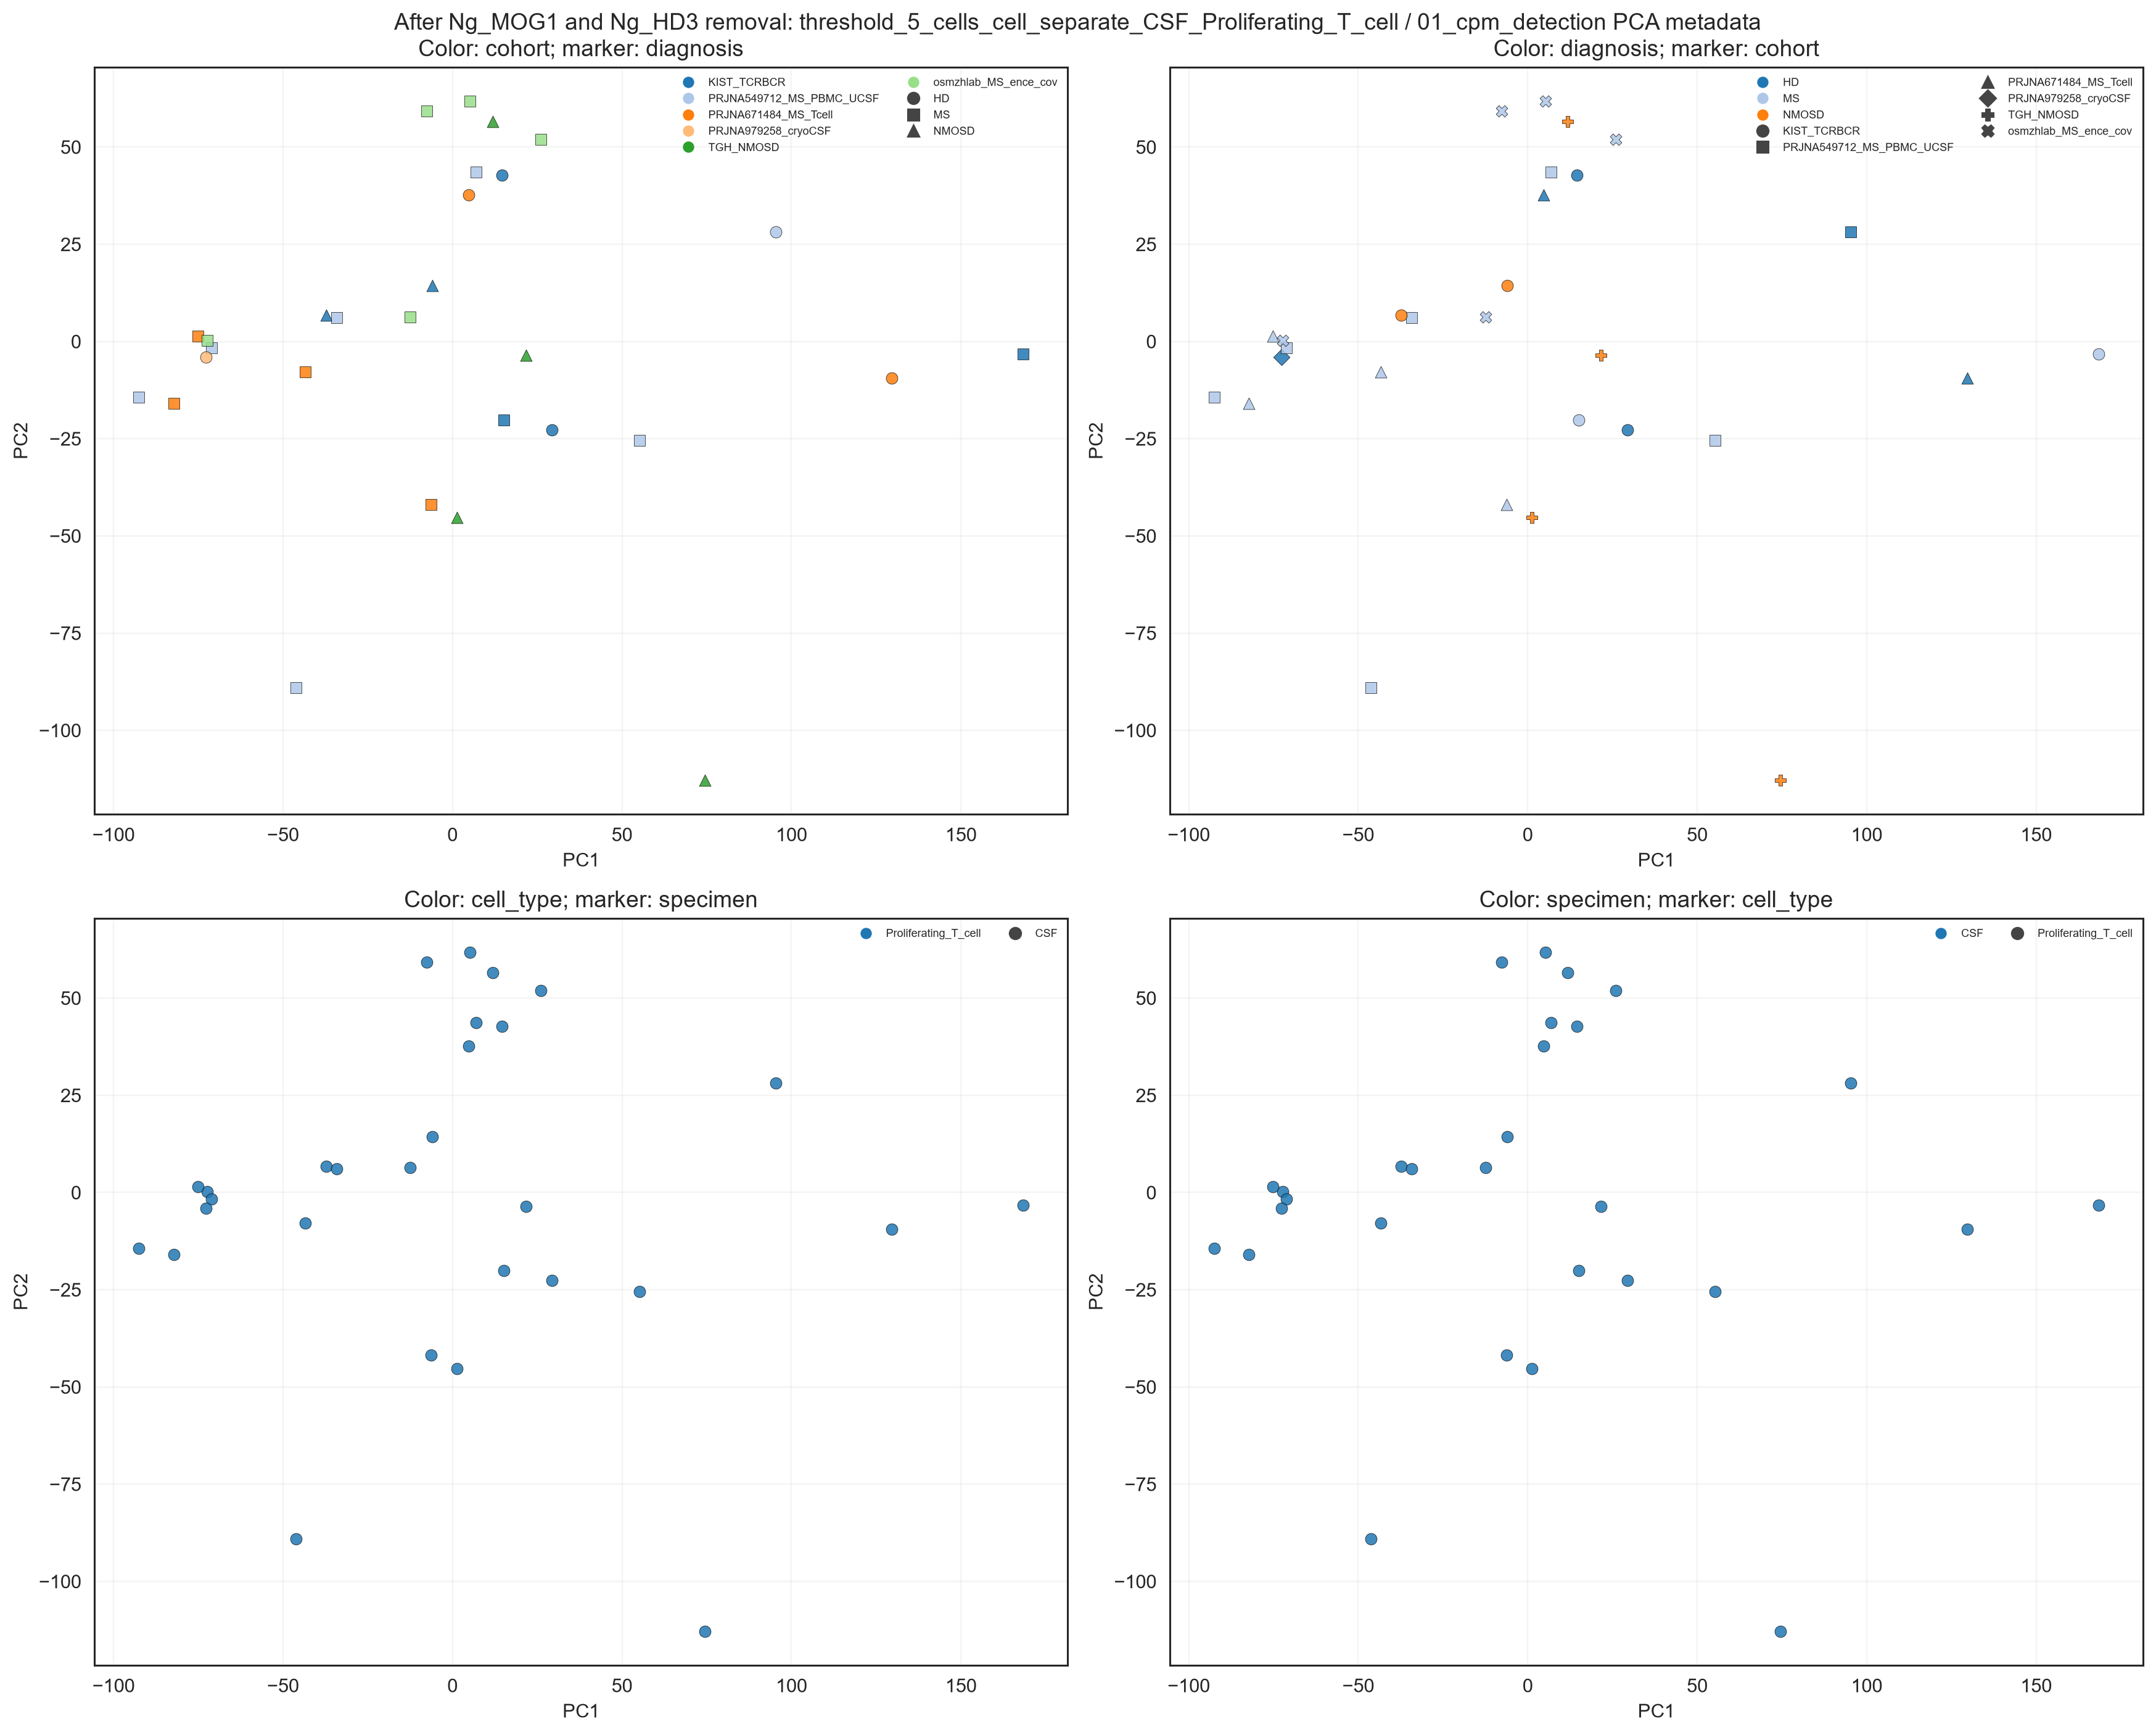 After Ng_MOG1 and Ng_HD3 removal: threshold_5_cells_cell_separate_CSF_Proliferating_T_cell / 01_cpm_detection PCA metadata
Color: cohort; marker: diagnosis
KIST_TCRBCR
PRJNA549712_MS_PBMC_UCSF
PRJNA671484_MS_Tcell
PRJNA979258_cryoCSF
TGH_NMOSD
osmzhlab_MS_ence_cov
HD
MS
NMOSD
50
25
0
−25
−50
−75
−100
PC2
−100 −50 0 50 100 150
PC1
Color: diagnosis; marker: cohort
HD
MS
NMOSD
KIST_TCRBCR
PRJNA549712_MS_PBMC_UCSF
PRJNA671484_MS_Tcell
PRJNA979258_cryoCSF
TGH_NMOSD
osmzhlab_MS_ence_cov
50
25
0
−25
−50
−75
−100
PC2
−100 −50 0 50 100 150
PC1
Color: cell_type; marker: specimen
Proliferating_T_cell
CSF
50
25
0
−25
−50
−75
−100
PC2
−100 −50 0 50 100 150
PC1
Color: specimen; marker: cell_type
CSF
Proliferating_T_cell
50
25
0
−25
−50
−75
−100
PC2
−100 −50 0 50 100 150
PC1